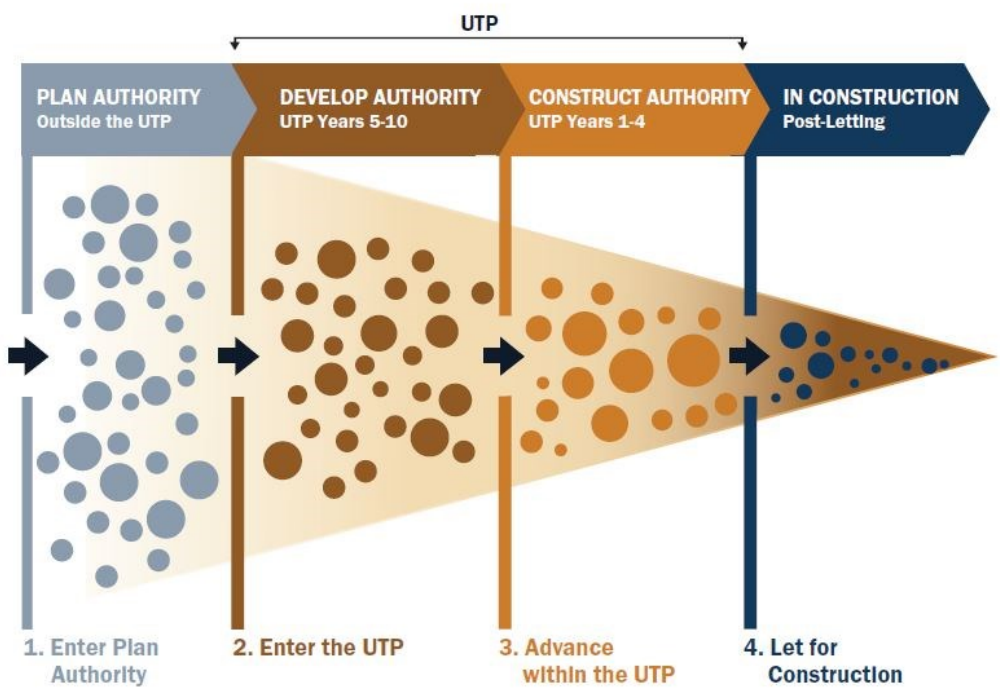 UTP
PLAN AUTHORITY
Outside the UTP
DEVELOP AUTHORITY
UTP Years 5-10
CONSTRUCT AUTHORITY
UTP Years 1-4
IN CONSTRUCTION
Post-Letting
1. Enter Plan
Authority
2. Enter the UTP
3. Advance
within the UTP
4. Let for
Construction